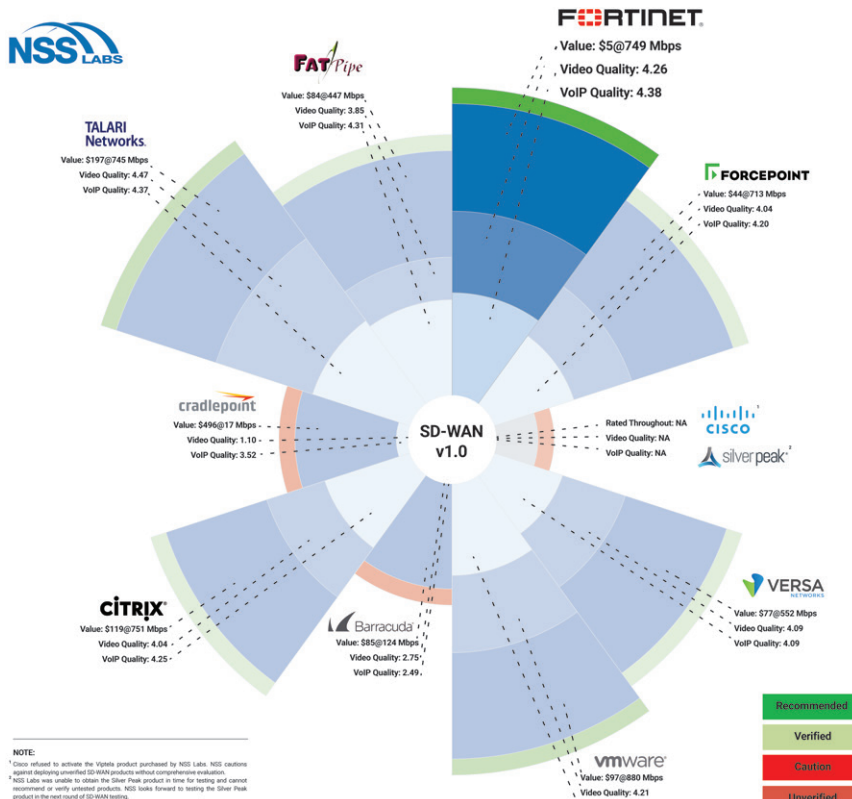 NSS LABS
FORTINET®
Value: $5@749 Mbps
Video Quality: 4.26
VoIP Quality: 4.38
FATPipe
Value: $84@447 Mbps
Video Quality: 3.85
VoIP Quality: 4.31
TALARI
Networks.
Value: $197@745 Mbps
Video Quality: 4.47
VoIP Quality: 4.37
FORCEPOINT
Value: $44@713 Mbps
Video Quality: 4.04
VoIP Quality: 4.20
cradlepoint
Value: $496@17 Mbps
Video Quality: 1.10
VoIP Quality: 3.52
SD-WAN
v1.0
Rated Throughout: NA
Video Quality: NA
VoIP Quality: NA
CISCO 1
silver peak 2
CITRIX®
Value: $119@751 Mbps
Video Quality: 4.04
VoIP Quality: 4.25
Barracuda
Value: $85@124 Mbps
Video Quality: 2.75
VoIP Quality: 2.49
VERSA
NETWORKS
Value: $77@552 Mbps
Video Quality: 4.09
VoIP Quality: 4.09
vmware®
Value: $97@880 Mbps
Video Quality: 4.21
Recommended
Verified
Caution
Unverified
NOTE:
1 Cisco refused to activate the Viptela product purchased by NSS Labs. NSS cautions
against deploying unverified SD-WAN products without comprehensive evaluation.
2 NSS Labs was unable to obtain the Silver Peak product in time for testing and cannot
recommend or verify untested products. NSS looks forward to testing the Silver Peak
product in the next round of SD-WAN testing.